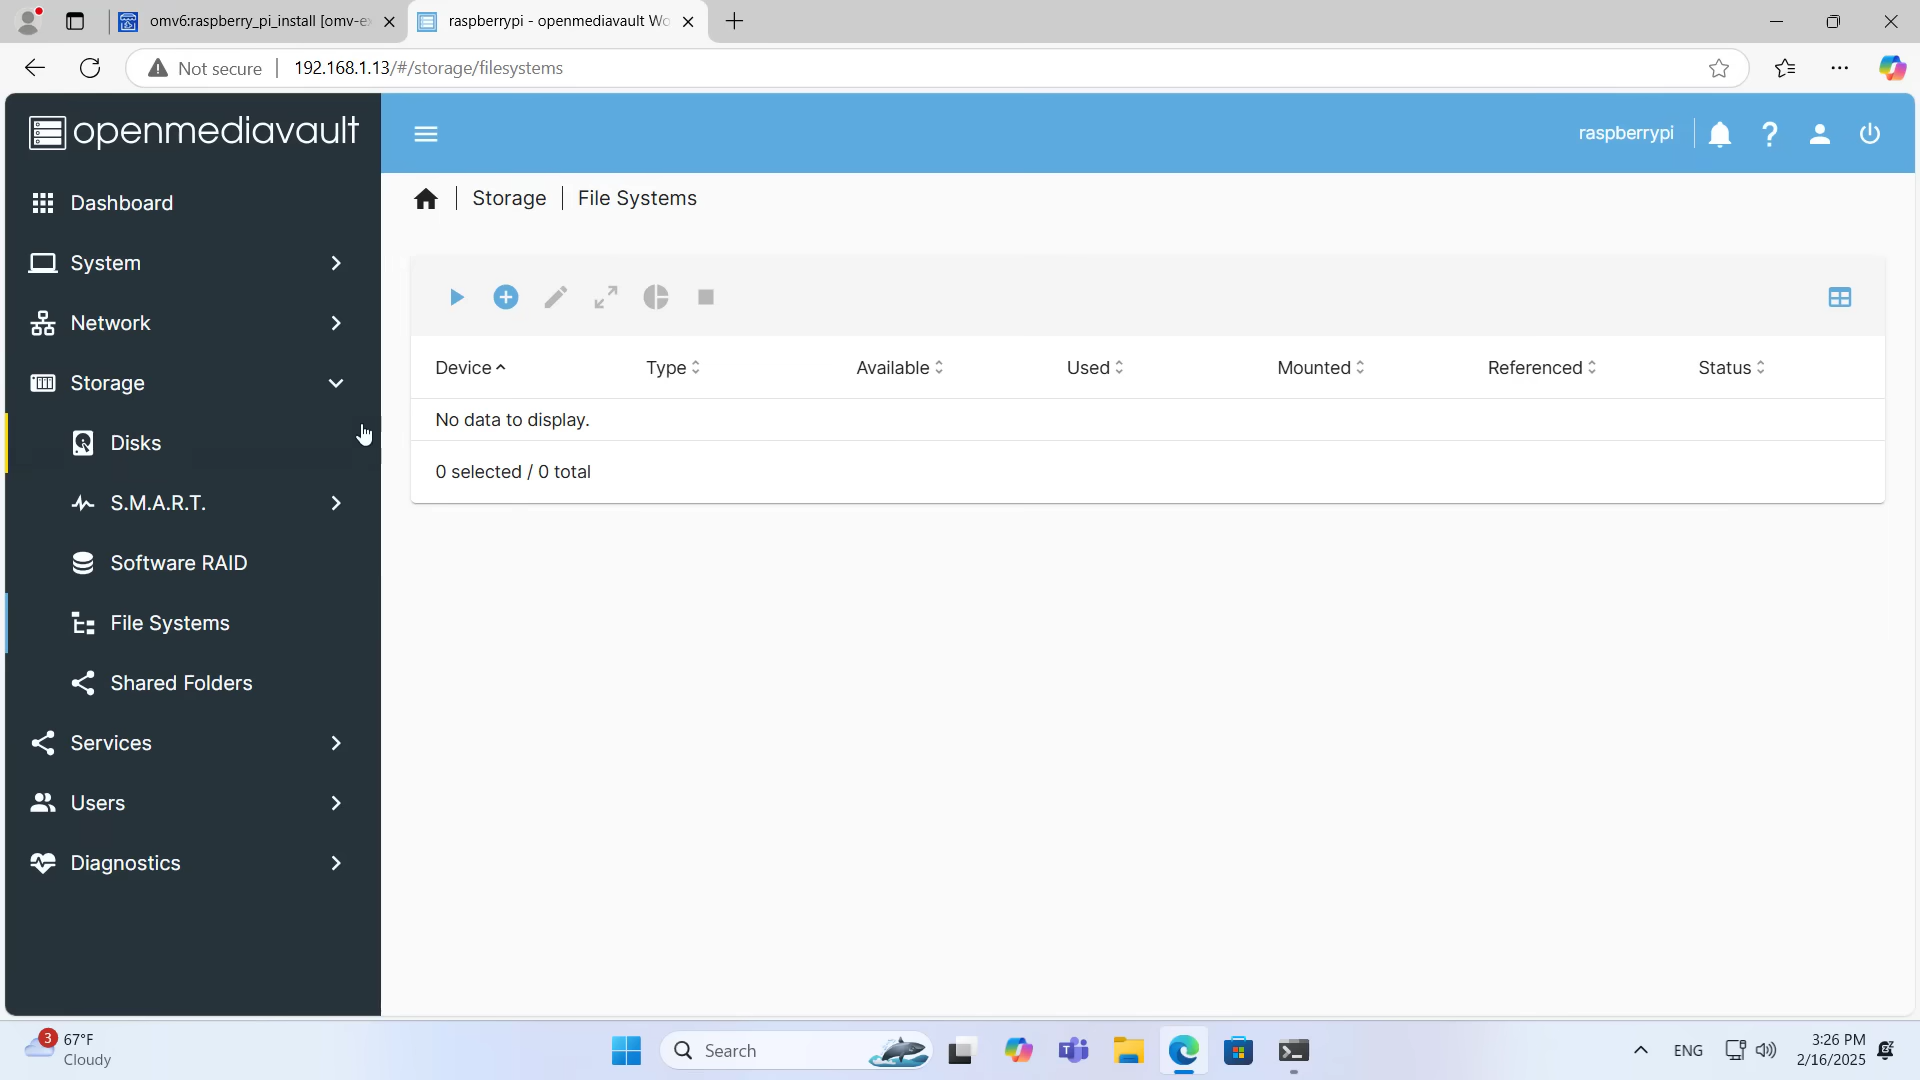 omv6:raspberry_pi_install [omv-e
raspberrypi - openmediavault Wo
Not secure
192.168.1.13/#/storage/filesystems
openmediavault
raspberrypi
Dashboard
System
Network
Storage
Disks
S.M.A.R.T.
Software RAID
File Systems
Shared Folders
Services
Users
Diagnostics
Storage | File Systems
Device Type Available Used Mounted Referenced Status
No data to display.
0 selected / 0 total
3
67°F
Cloudy
Search
ENG
3:26 PM
2/16/2025